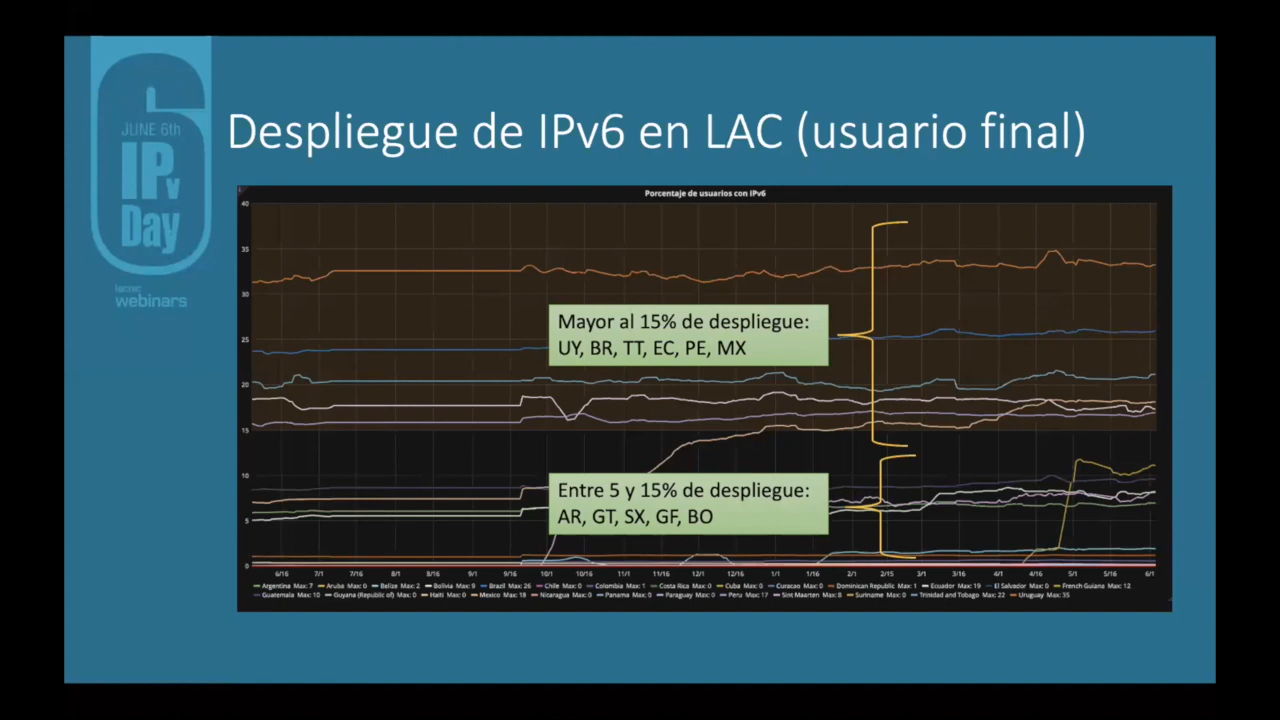 JUNE 6th
IPv
Day
lacnic
webinars
Despliegue de IPv6 en LAC (usuario final)
Porcentaje de usuarios con IPv6
40
35
30
25
20
15
10
5
0
Mayor al 15% de despliegue:
UY, BR, TT, EC, PE, MX
Entre 5 y 15% de despliegue:
AR, GT, SX, GF, BO
6/16 7/1 7/16 8/1 8/16 9/1 9/16 10/1 10/16 11/1 11/16 12/1 12/16 1/1 1/16 2/1 2/15 3/1 3/16 4/1 4/16 5/1 5/16 6/1
Argentina Max: 7 Aruba Max: 0 Belize Max: 2 Bolivia Max: 9 Brazil Max: 26 Chile Max: 0 Colombia Max: 1 Costa Rica Max: 0 Cuba Max: 0 Curacao Max: 0 Dominican Republic Max: 1 Ecuador Max: 19 El Salvador Max: 0 French Guiana Max: 12
Guatemala Max: 10 Guyana (Republic of) Max: 0 Haiti Max: 0 Mexico Max: 18 Nicaragua Max: 0 Panama Max: 0 Paraguay Max: 0 Peru Max: 17 Sint Maarten Max: 8 Suriname Max: 0 Trinidad and Tobago Max: 22 Uruguay Max: 35